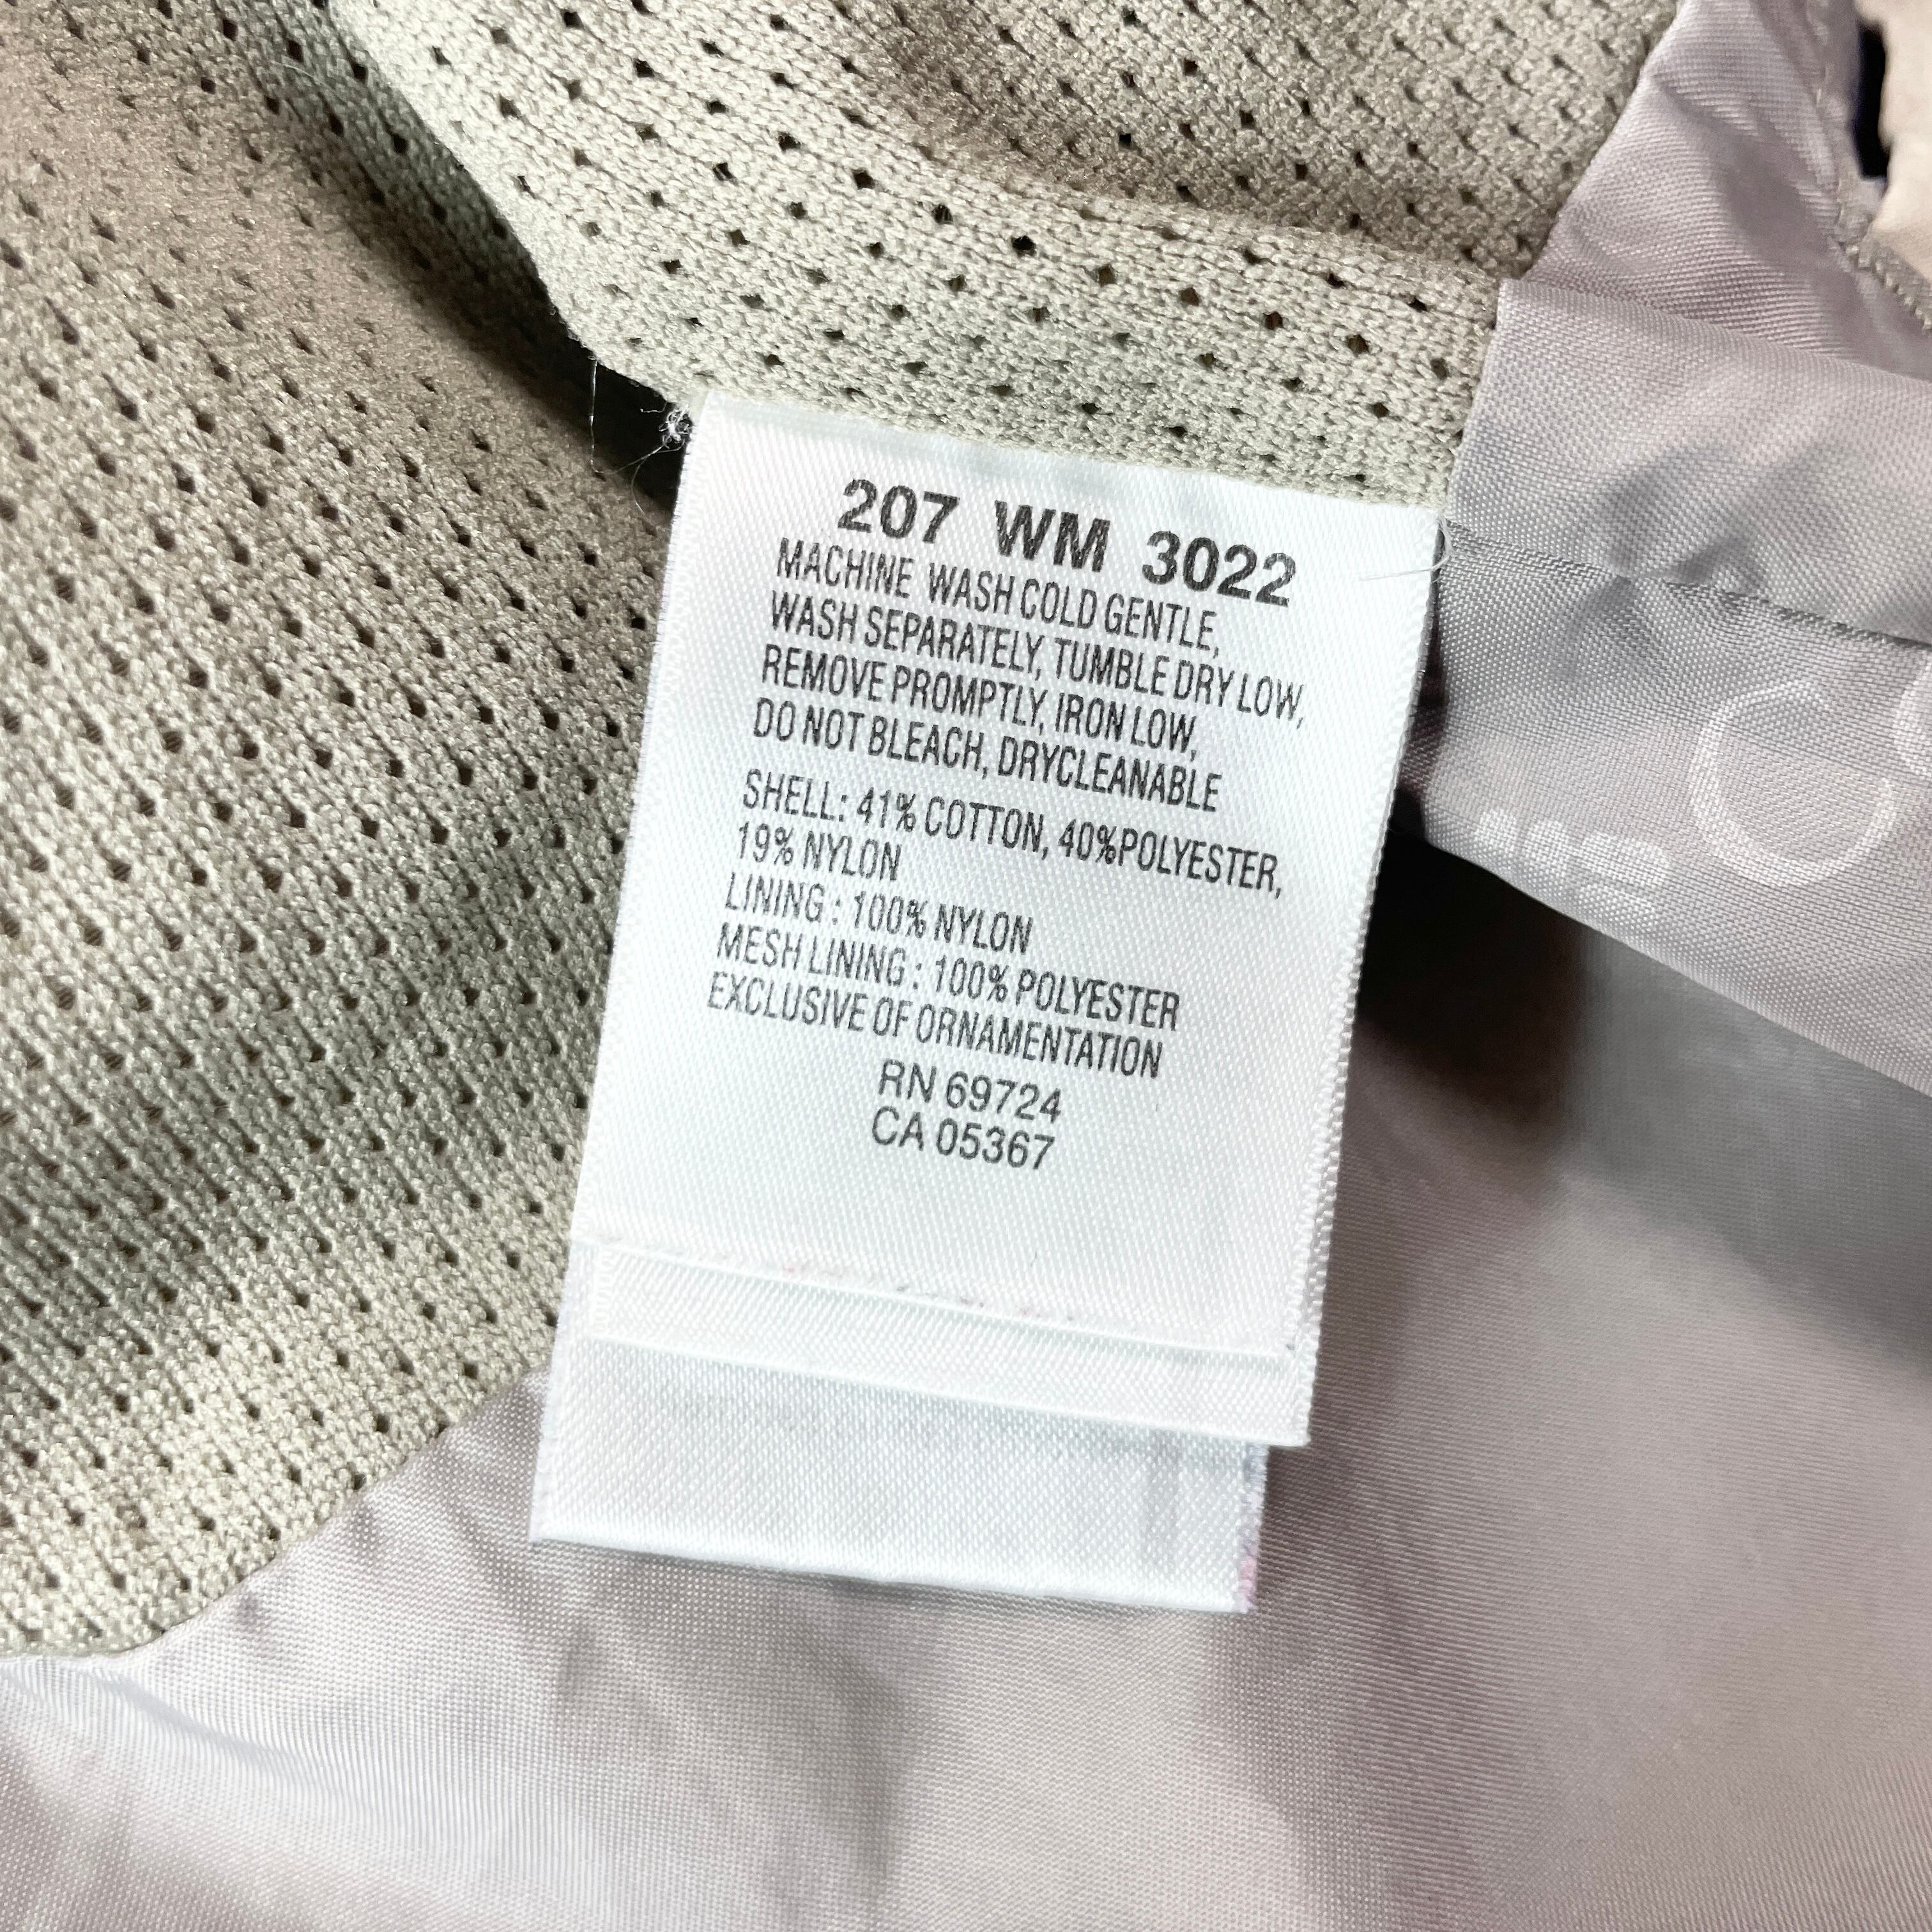 207 WM 3022
MACHINE WASH COLD GENTLE,
WASH SEPARATELY, TUMBLE DRY LOW,
REMOVE PROMPTLY, IRON LOW,
DO NOT BLEACH, DRYCLEANABLE
SHELL: 41% COTTON, 40%POLYESTER,
19% NYLON
LINING : 100% NYLON
MESH LINING : 100% POLYESTER
EXCLUSIVE OF ORNAMENTATION
RN 69724
CA 05367